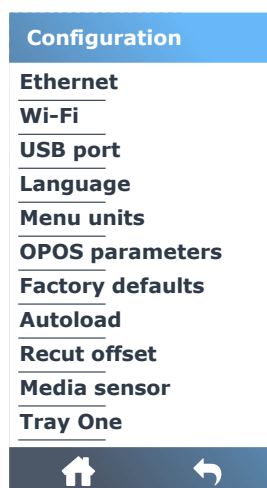 Configuration
Ethernet
Wi-Fi
USB port
Language
Menu units
OPOS parameters
Factory defaults
Autoload
Recut offset
Media sensor
Tray One